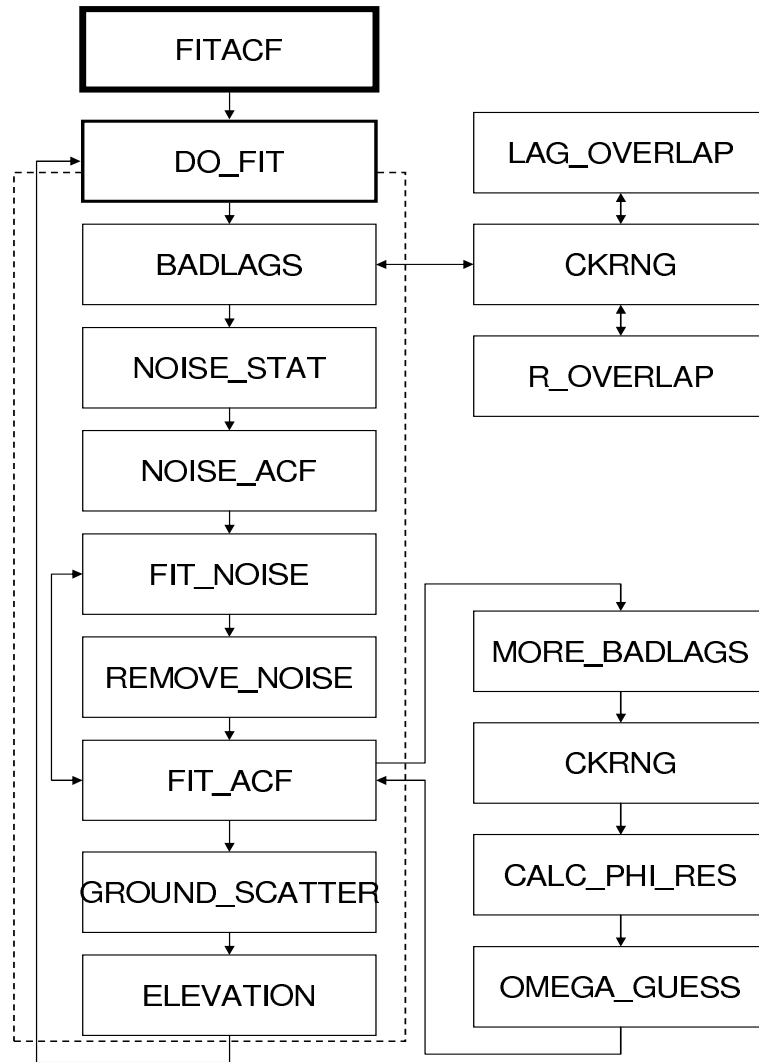 FITACF
DO_FIT
BADLAGS
NOISE_STAT
NOISE_ACF
FIT_NOISE
REMOVE_NOISE
FIT_ACF
GROUND_SCATTER
ELEVATION
LAG_OVERLAP
CKRNG
R_OVERLAP
MORE_BADLAGS
CKRNG
CALC_PHI_RES
OMEGA_GUESS